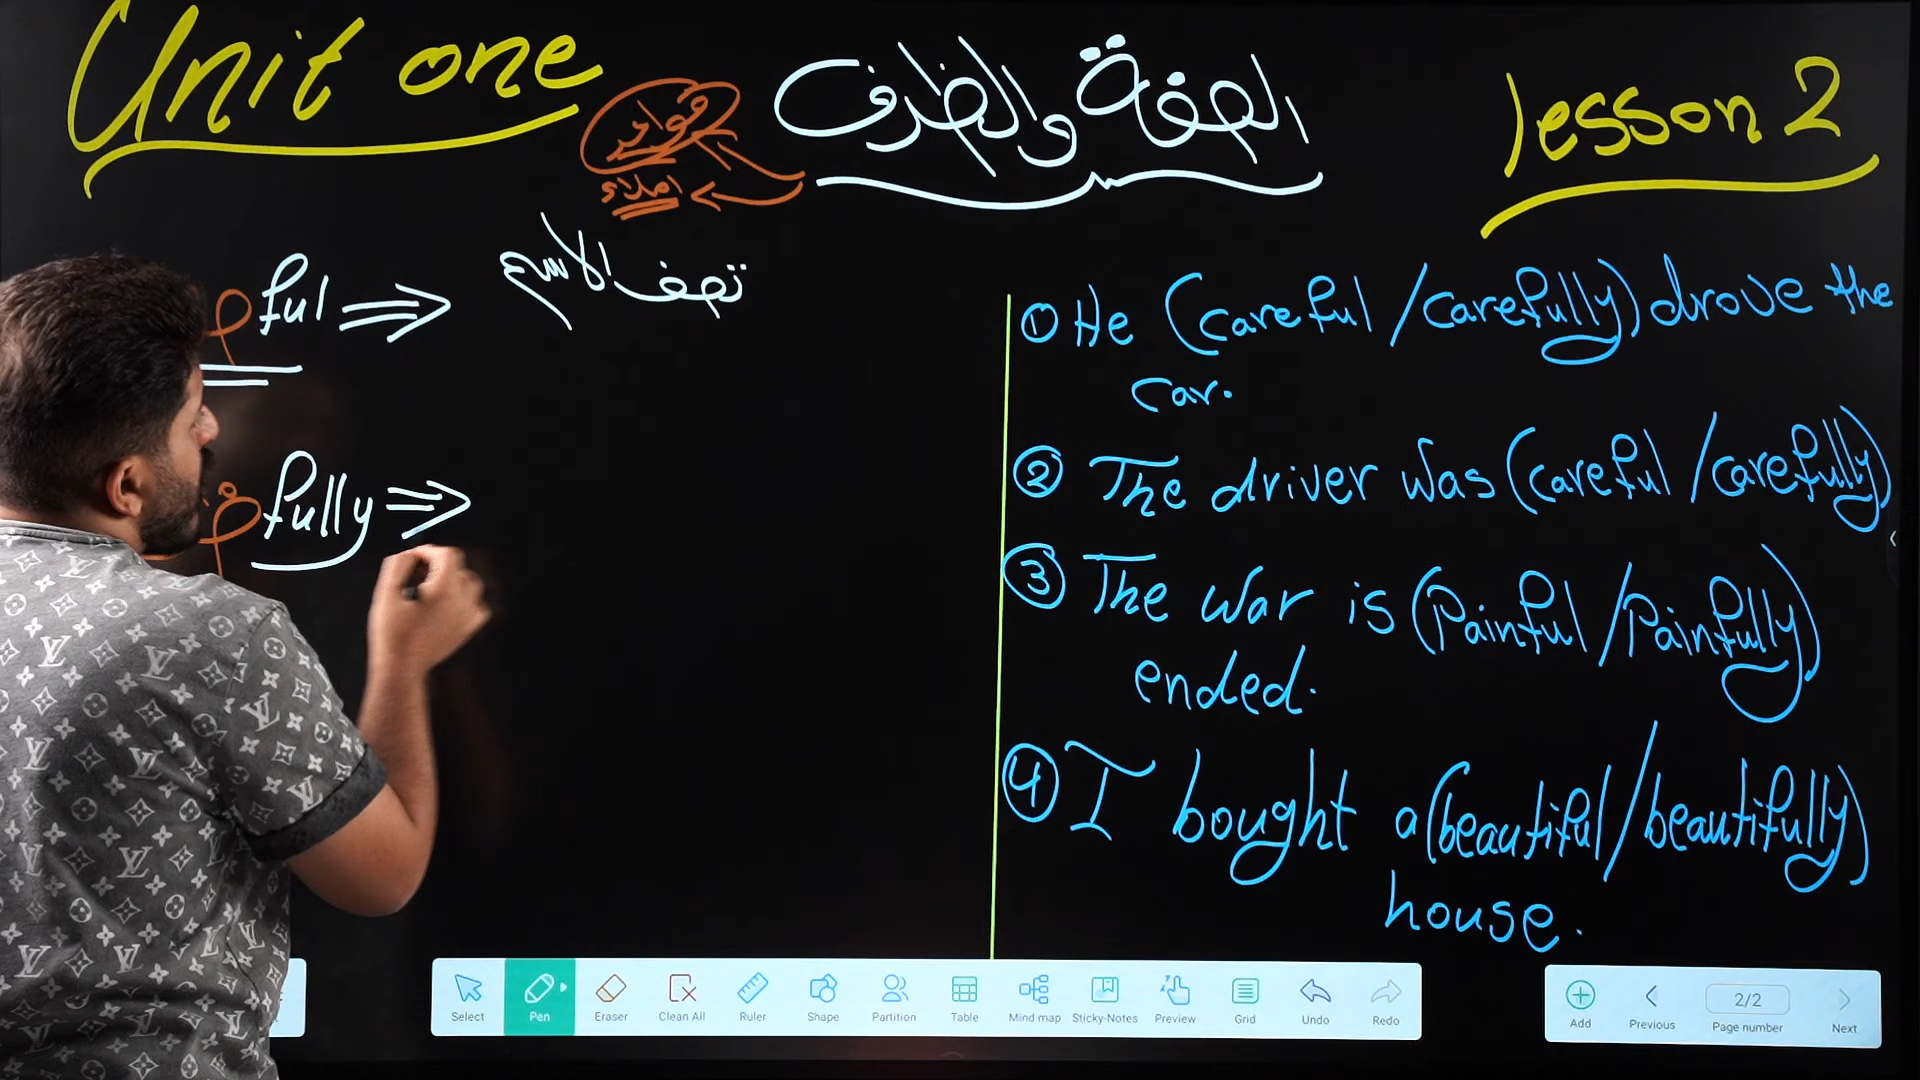 Unit one
الصفة والظرف
lesson 2
قواعد
املاء
ful ⇒ تصف الاسم
fully ⇒
① He (careful / carefully) drove the
car.
② The driver was (careful / carefully)
③ The war is (Painful / Painfully)
ended.
④ I bought a (beautiful / beautifully)
house.
Select
Pen
Eraser
Clean All
Ruler
Shape
Partition
Table
Mind map
Sticky-Notes
Preview
Grid
Undo
Redo
Add
Previous
2/2
Page number
Next